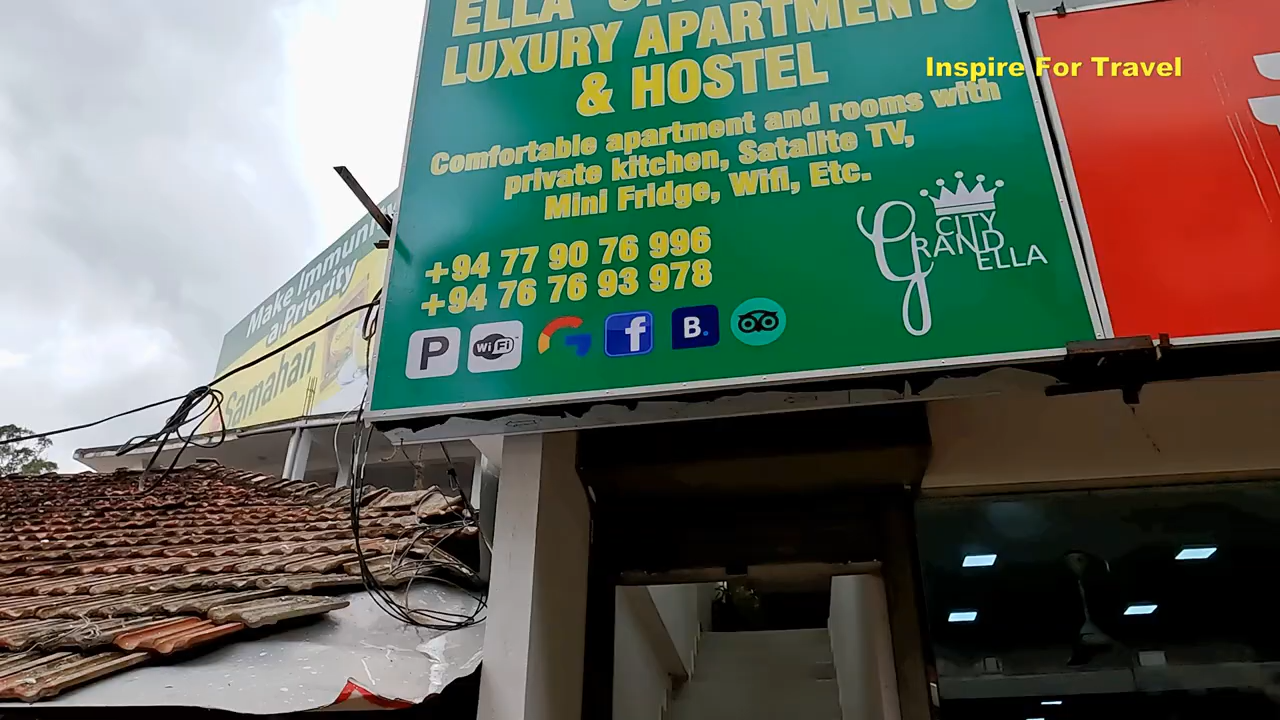 ELLA
LUXURY APARTMENTS
& HOSTEL
Comfortable apartment and rooms with
private kitchen, Satalite TV,
Mini Fridge, Wifi, Etc.
+94 77 90 76 996
+94 76 76 93 978
P
WiFi
G
f
B.
CITY
GRAND
ELLA
Inspire For Travel
Make Immunity
a Priority
Samahan